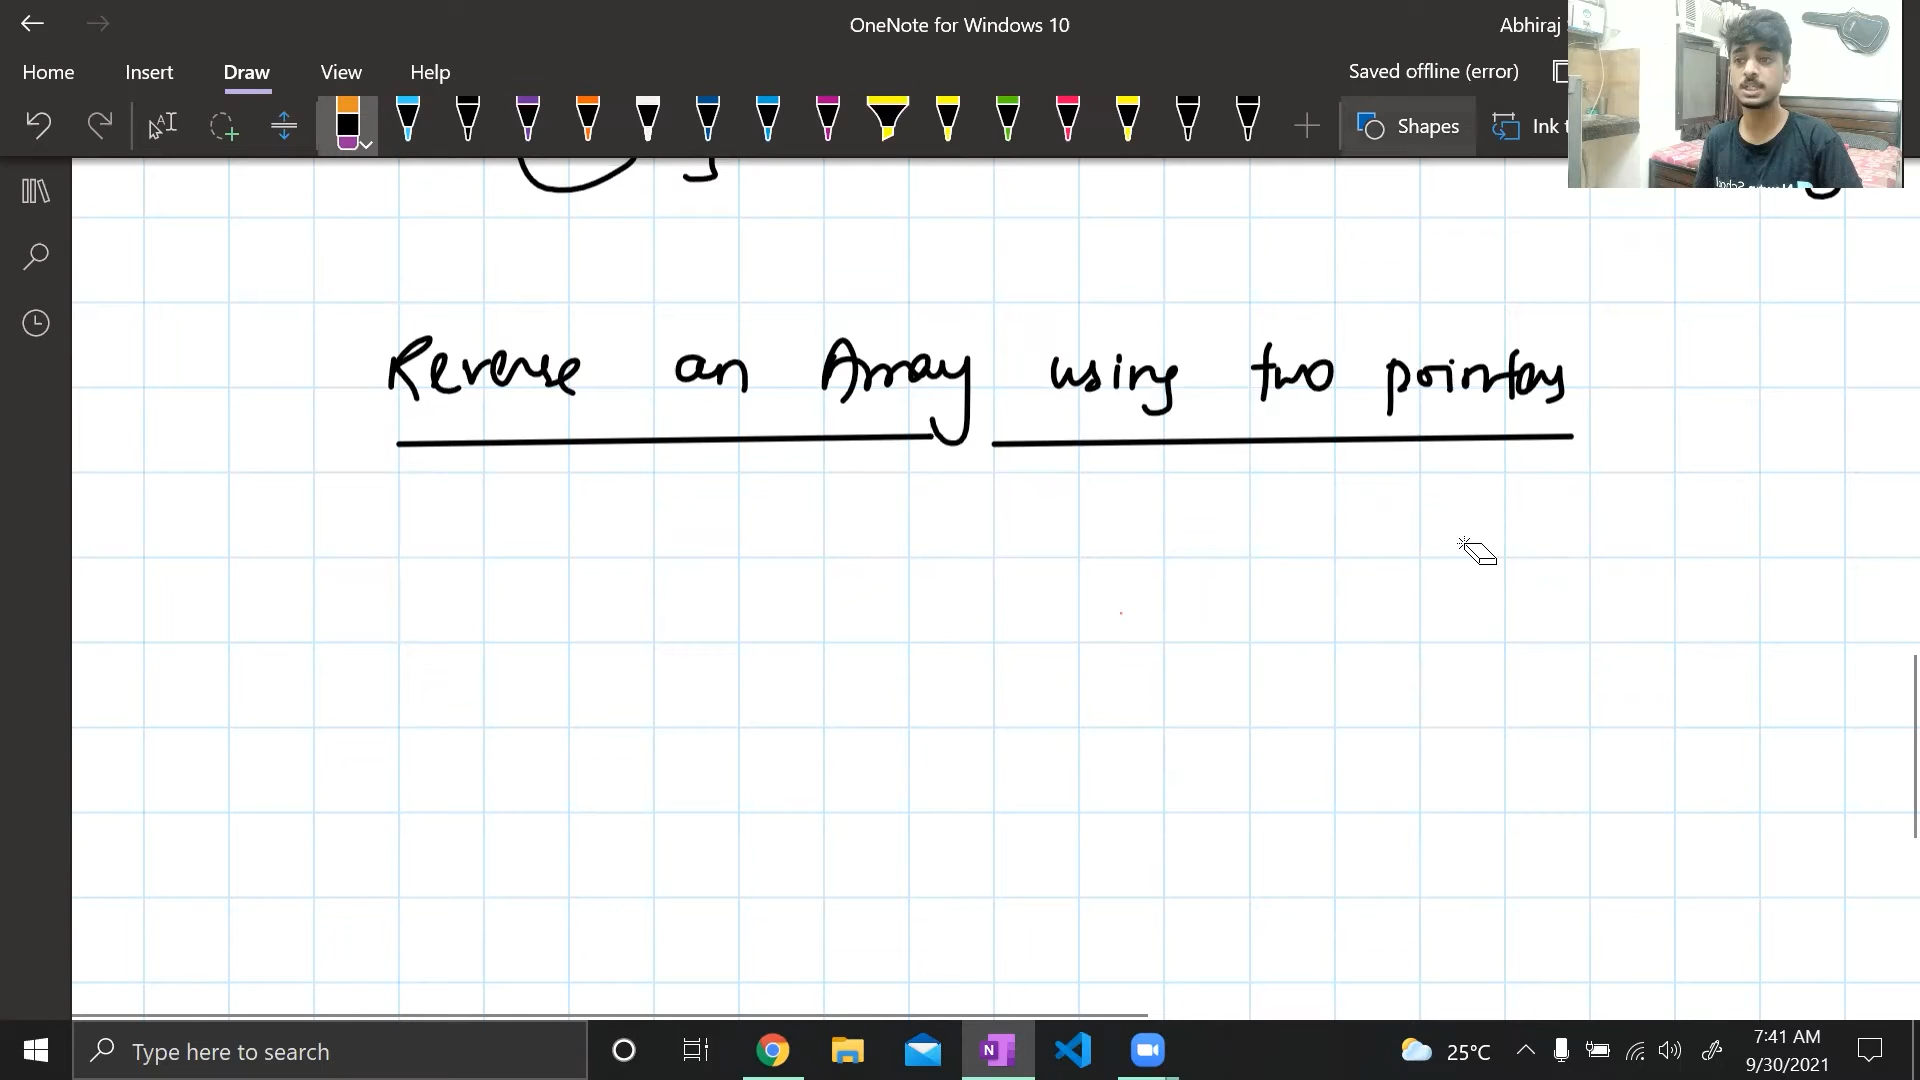 OneNote for Windows 10
Abhiraj
Home Insert Draw View Help
Saved offline (error)
Shapes
Ink t
Reverse an Array using two pointers
Type here to search
25°C
7:41 AM
9/30/2021